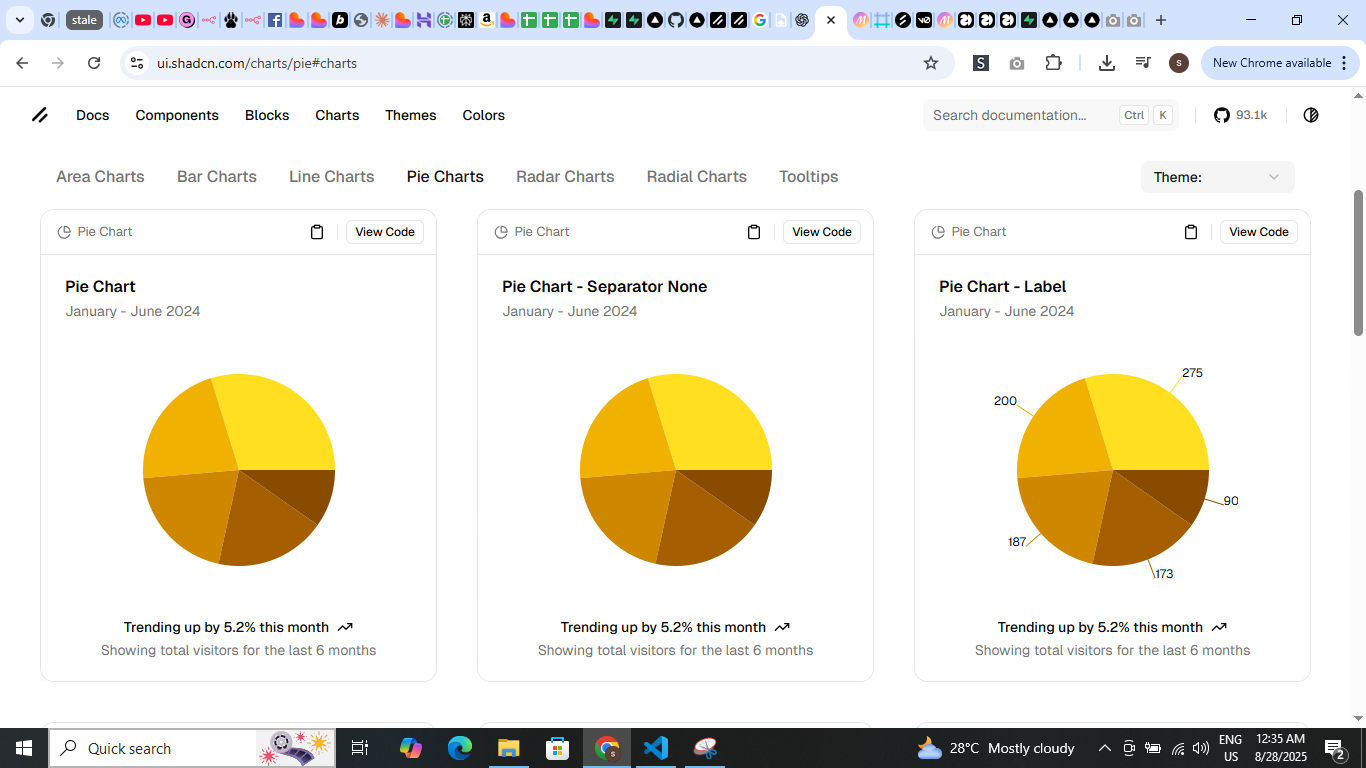 stale
ui.shadcn.com/charts/pie#charts
S
s
New Chrome available
Docs
Components
Blocks
Charts
Themes
Colors
Search documentation...
Ctrl
K
93.1k
Area Charts
Bar Charts
Line Charts
Pie Charts
Radar Charts
Radial Charts
Tooltips
Theme:
Pie Chart
View Code
Pie Chart
View Code
Pie Chart
View Code
Pie Chart
January - June 2024
Pie Chart - Separator None
January - June 2024
Pie Chart - Label
January - June 2024
275
200
90
187
173
Trending up by 5.2% this month
Showing total visitors for the last 6 months
Trending up by 5.2% this month
Showing total visitors for the last 6 months
Trending up by 5.2% this month
Showing total visitors for the last 6 months
Quick search
28°C Mostly cloudy
ENG
US
12:35 AM
8/28/2025
2